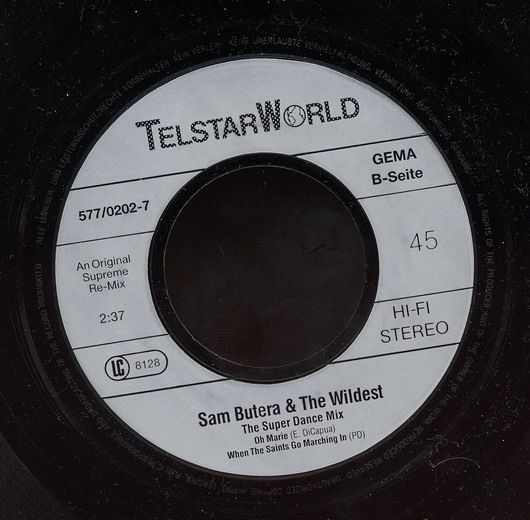 TELSTARWORLD
GEMA
B-Seite
577/0202-7
45
An Original
Supreme
Re-Mix
2:37
HI-FI
STEREO
LC 8128
Sam Butera & The Wildest
The Super Dance Mix
Oh Marie (E. DiCapua)
When The Saints Go Marching In (PD)